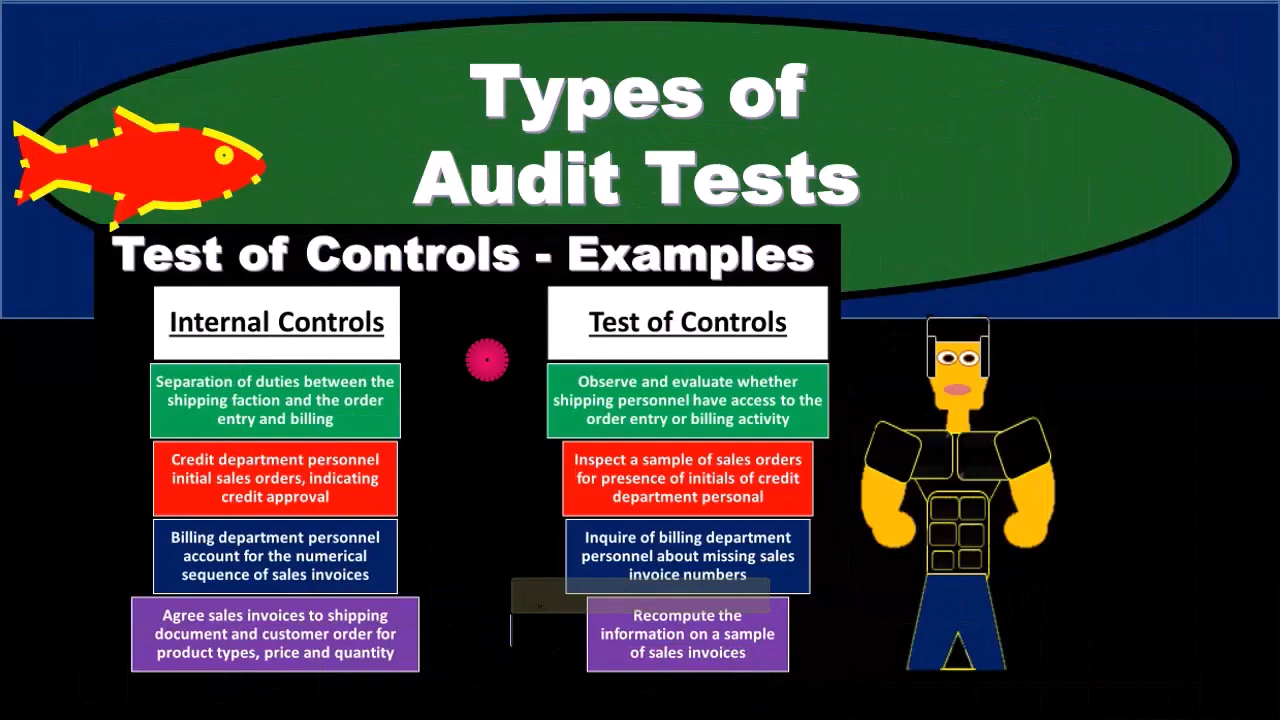 Types of
Audit Tests
Test of Controls - Examples
Internal Controls
Test of Controls
Separation of duties between the
shipping faction and the order
entry and billing
Observe and evaluate whether
shipping personnel have access to the
order entry or billing activity
Credit department personnel
initial sales orders, indicating
credit approval
Inspect a sample of sales orders
for presence of initials of credit
department personal
Billing department personnel
account for the numerical
sequence of sales invoices
Inquire of billing department
personnel about missing sales
invoice numbers
Agree sales invoices to shipping
document and customer order for
product types, price and quantity
Recompute the
information on a sample
of sales invoices